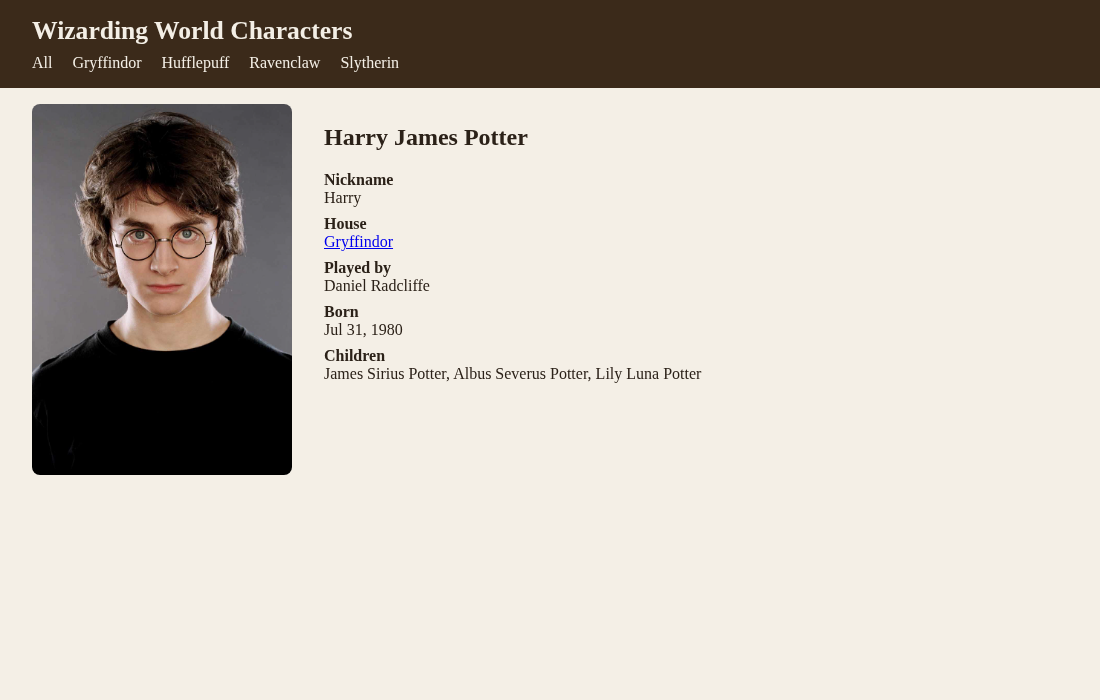 Wizarding World Characters
All Gryffindor Hufflepuff Ravenclaw Slytherin
Harry James Potter
Nickname
Harry
House
Gryffindor
Played by
Daniel Radcliffe
Born
Jul 31, 1980
Children
James Sirius Potter, Albus Severus Potter, Lily Luna Potter